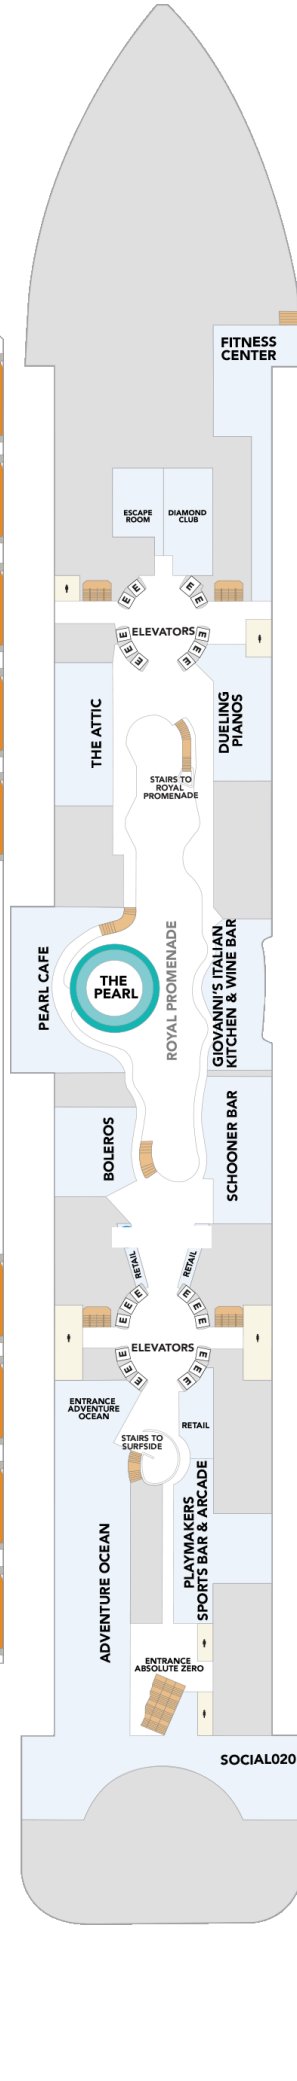 FITNESS
CENTER
ESCAPE
ROOM
DIAMOND
CLUB
E
E
E
E
E
ELEVATORS
E
E
E
E
E
E
THE ATTIC
DUELING
PIANOS
STAIRS TO
ROYAL
PROMENADE
PEARL CAFE
THE
PEARL
ROYAL PROMENADE
GIOVANNI'S ITALIAN
KITCHEN & WINE BAR
BOLEROS
SCHOONER BAR
RETAIL
RETAIL
E
E
E
E
E
E
ELEVATORS
E
E
E
E
E
E
ENTRANCE
ADVENTURE
OCEAN
RETAIL
STAIRS TO
SURFSIDE
ADVENTURE OCEAN
PLAYMAKERS
SPORTS BAR & ARCADE
ENTRANCE
ABSOLUTE ZERO
SOCIAL020